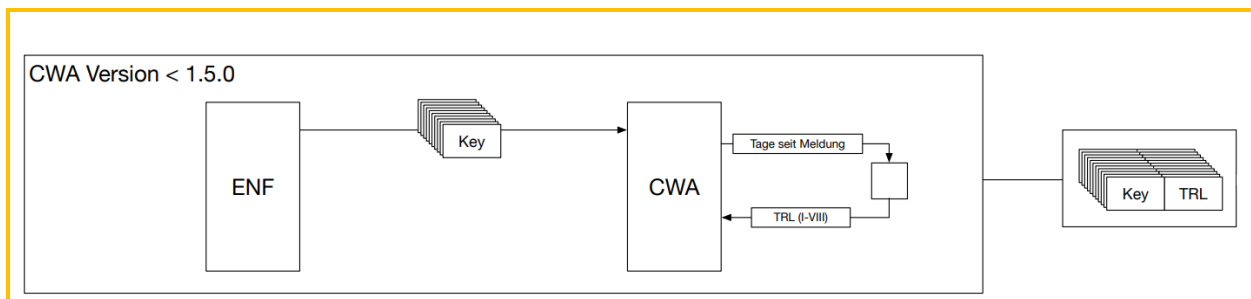 CWA Version < 1.5.0
ENF
Key
CWA
Tage seit Meldung
TRL (I-VIII)
Key
TRL